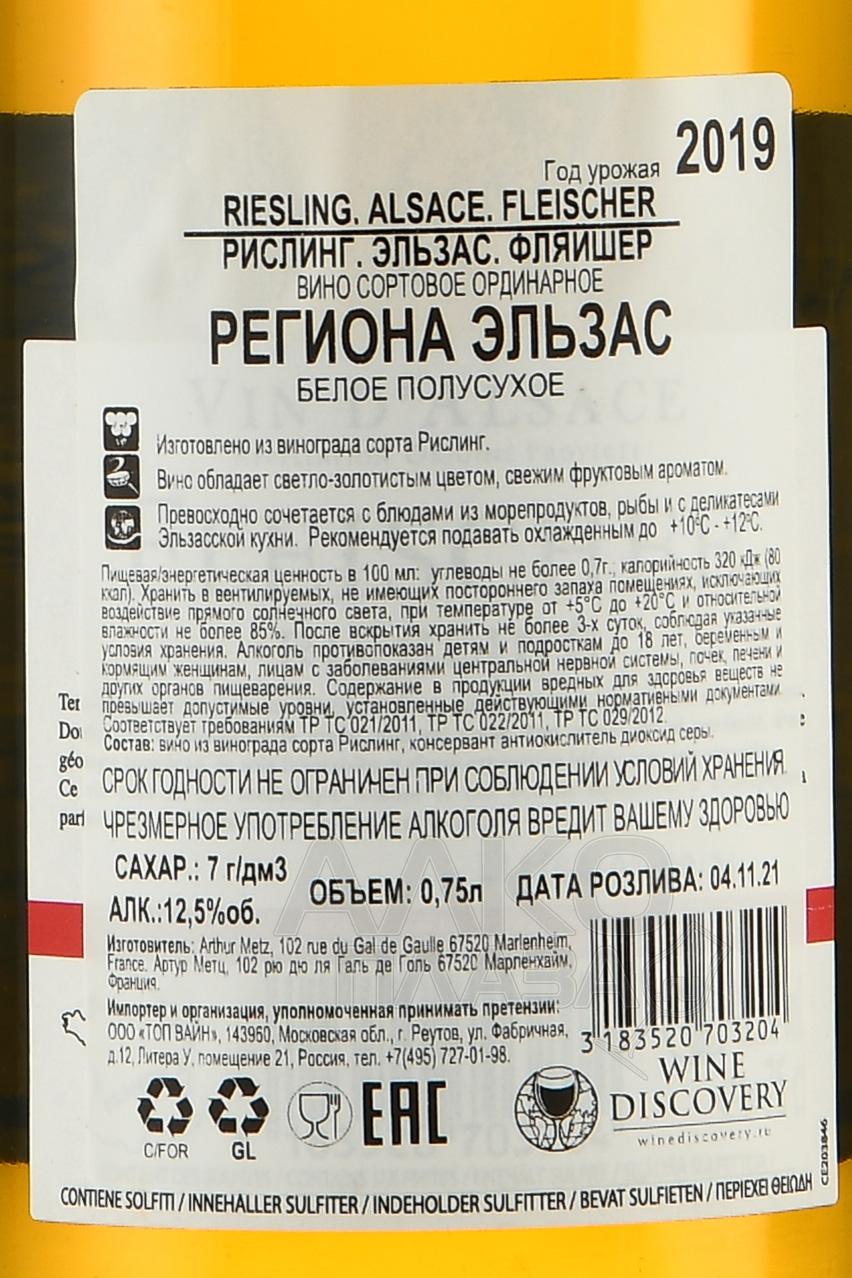 Год урожая 2019
RIESLING. ALSACE. FLEISCHER
РИСЛИНГ. ЭЛЬЗАС. ФЛЯЙШЕР
ВИНО СОРТОВОЕ ОРДИНАРНОЕ
РЕГИОНА ЭЛЬЗАС
БЕЛОЕ ПОЛУСУХОЕ
VIN D'ALSACE
Изготовлено из винограда сорта Рислинг.
Вино обладает светло-золотистым цветом, свежим фруктовым ароматом.
Превосходно сочетается с блюдами из морепродуктов, рыбы и с деликатесами
Эльзасской кухни. Рекомендуется подавать охлажденным до +10°C - +12°C.
Пищевая/энергетическая ценность в 100 мл: углеводы не более 0,7г., калорийность 320 кДж (80
ккал). Хранить в вентилируемых, не имеющих постороннего запаха помещениях, исключающих
воздействие прямого солнечного света, при температуре от +5°C до +20°C и относительной
влажности не более 85%. После вскрытия хранить не более 3-х суток, соблюдая указанные
условия хранения. Алкоголь противопоказан детям и подросткам до 18 лет, беременным и
кормящим женщинам, лицам с заболеваниями центральной нервной системы, почек, печени и
других органов пищеварения. Содержание в продукции вредных для здоровья веществ не
превышает допустимые уровни, установленные действующими нормативными документами.
Соответствует требованиям ТР ТС 021/2011, ТР ТС 022/2011, ТР ТС 029/2012.
Состав: вино из винограда сорта Рислинг, консервант антиокислитель диоксид серы.
СРОК ГОДНОСТИ НЕ ОГРАНИЧЕН ПРИ СОБЛЮДЕНИИ УСЛОВИЙ ХРАНЕНИЯ.
ЧРЕЗМЕРНОЕ УПОТРЕБЛЕНИЕ АЛКОГОЛЯ ВРЕДИТ ВАШЕМУ ЗДОРОВЬЮ
САХАР.: 7 г/дм3
АЛК.:12,5%об.
ОБЪЕМ: 0,75л
ДАТА РОЗЛИВА: 04.11.21
Изготовитель: Arthur Metz, 102 rue du Gal de Gaulle 67520 Marlenheim,
France. Артур Метц, 102 рю дю ля Галь де Голь 67520 Марленхайм,
Франция.
Импортер и организация, уполномоченная принимать претензии:
ООО «ТОП ВАЙН», 143960, Московская обл., г. Реутов, ул. Фабричная,
д.12, Литера У, помещение 21, Россия, тел. +7(495) 727-01-98.
3 183520 703204
C/FOR
GL
EAC
WINE
DISCOVERY
winediscovery.ru
CE203846
CONTIENE SOLFITI / INNEHALLER SULFITER / INDEHOLDER SULFITTER / BEVAT SULFIETEN / ΠΕΡΙΕΧΕΙ ΘΕΙΩΔΗ
АЛКО
ПЛАЗА